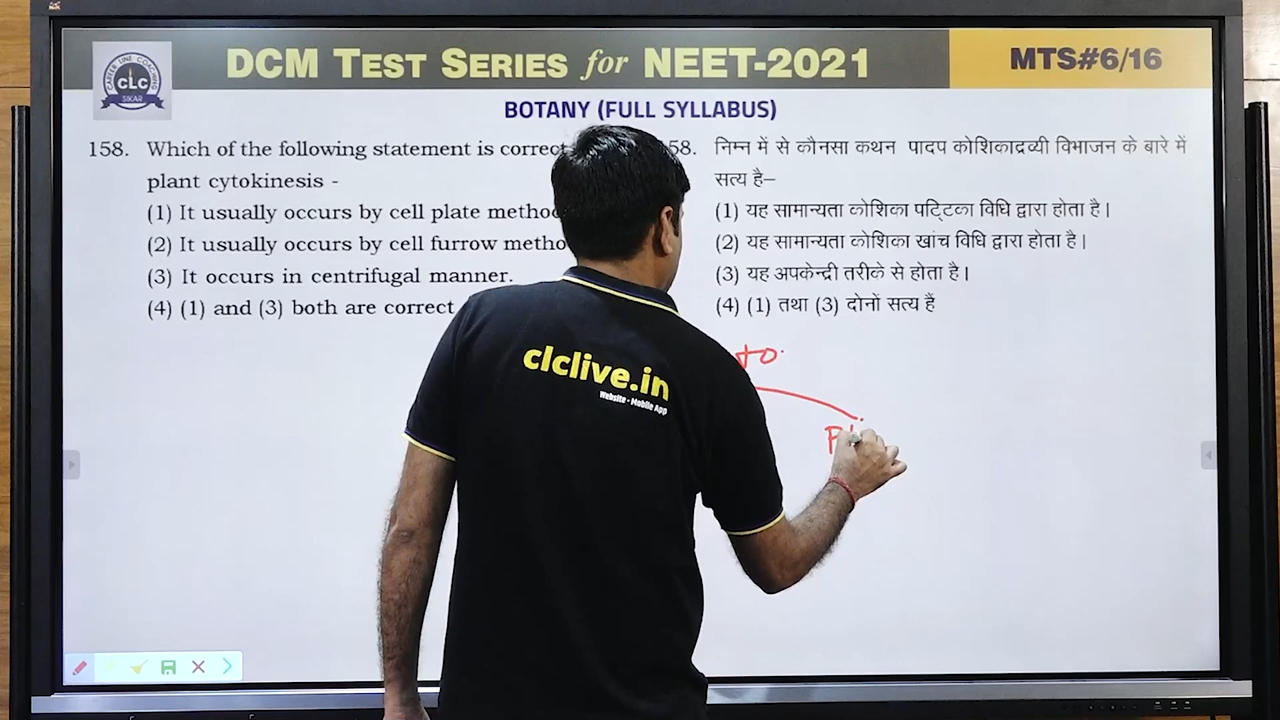 DCM TEST SERIES for NEET-2021
MTS#6/16
CLC
SIKAR
BOTANY (FULL SYLLABUS)
158. Which of the following statement is correct
plant cytokinesis -
(1) It usually occurs by cell plate
(2) It usually occurs by cell furrow
(3) It occurs in centrifugal manner.
(4) (1) and (3) both are correct
58. निम्न में से कौनसा कथन पादप कोशिकाद्रव्यी विभाजन के बारे में
सत्य है–
(1) यह सामान्यता कोशिका पट्टिका विधि द्वारा होता है।
(2) यह सामान्यता कोशिका खांच विधि द्वारा होता है।
(3) यह अपकेन्द्री तरीके से होता है।
(4) (1) तथा (3) दोनों सत्य हैं
clclive.in
Website - Mobile App